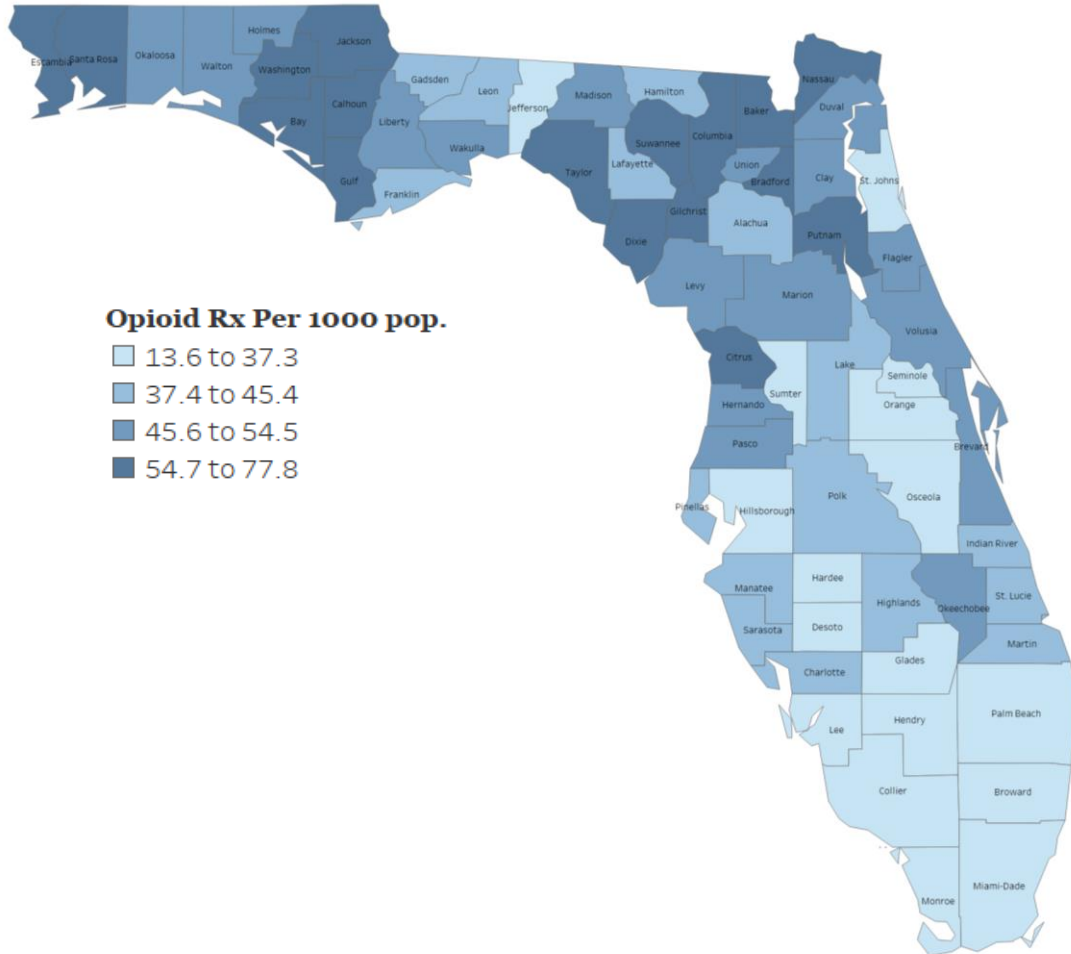 Holmes
Jackson
Escambia
Santa Rosa
Okaloosa
Walton
Washington
Gadsden
Leon
Jefferson
Madison
Hamilton
Nassau
Calhoun
Bay
Liberty
Wakulla
Baker
Duval
Columbia
Suwannee
Taylor
Lafayette
Union
Bradford
Clay
St. Johns
Gulf
Franklin
Gilchrist
Alachua
Putnam
Dixie
Flagler
Levy
Marion
Volusia
Opioid Rx Per 1000 pop.
13.6 to 37.3
37.4 to 45.4
45.6 to 54.5
54.7 to 77.8
Citrus
Lake
Sumter
Seminole
Hernando
Orange
Pasco
Brevard
Pinellas
Hillsborough
Polk
Osceola
Indian River
Manatee
Hardee
Highlands
Okeechobee
St. Lucie
Sarasota
Desoto
Martin
Charlotte
Glades
Lee
Hendry
Palm Beach
Collier
Broward
Monroe
Miami-Dade